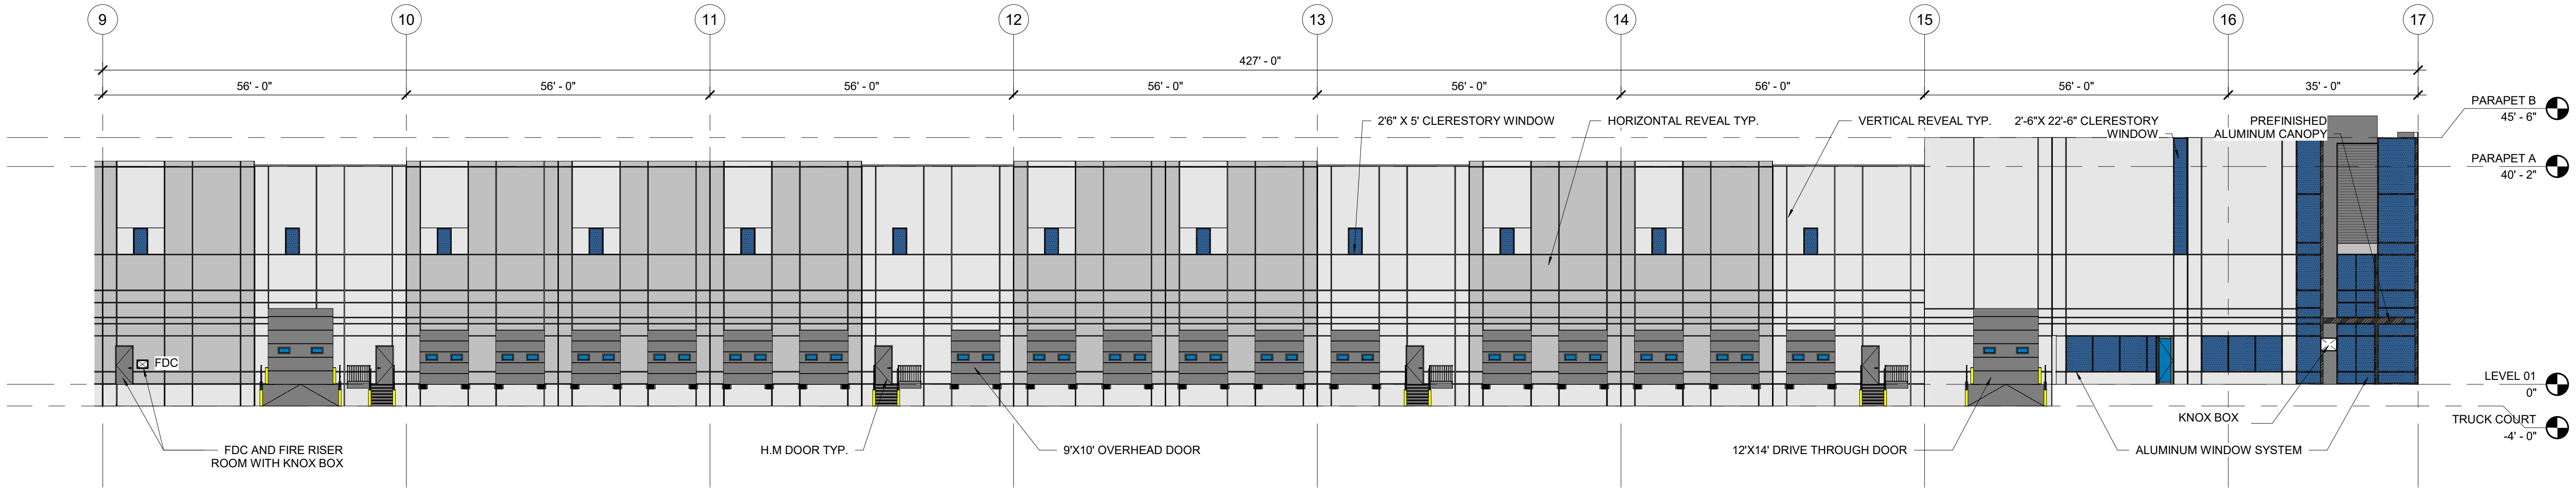 9
10
11
12
13
14
15
16
17
427' - 0"
56' - 0"
56' - 0"
56' - 0"
56' - 0"
56' - 0"
56' - 0"
56' - 0"
35' - 0"
PARAPET B
45' - 6"
2'6" X 5' CLERESTORY WINDOW
HORIZONTAL REVEAL TYP.
VERTICAL REVEAL TYP.
2'-6"X 22'-6" CLERESTORY
WINDOW
PREFINISHED
ALUMINUM CANOPY
PARAPET A
40' - 2"
FDC
LEVEL 01
0"
KNOX BOX
TRUCK COURT
-4' - 0"
FDC AND FIRE RISER
ROOM WITH KNOX BOX
H.M DOOR TYP.
9'X10' OVERHEAD DOOR
12'X14' DRIVE THROUGH DOOR
ALUMINUM WINDOW SYSTEM